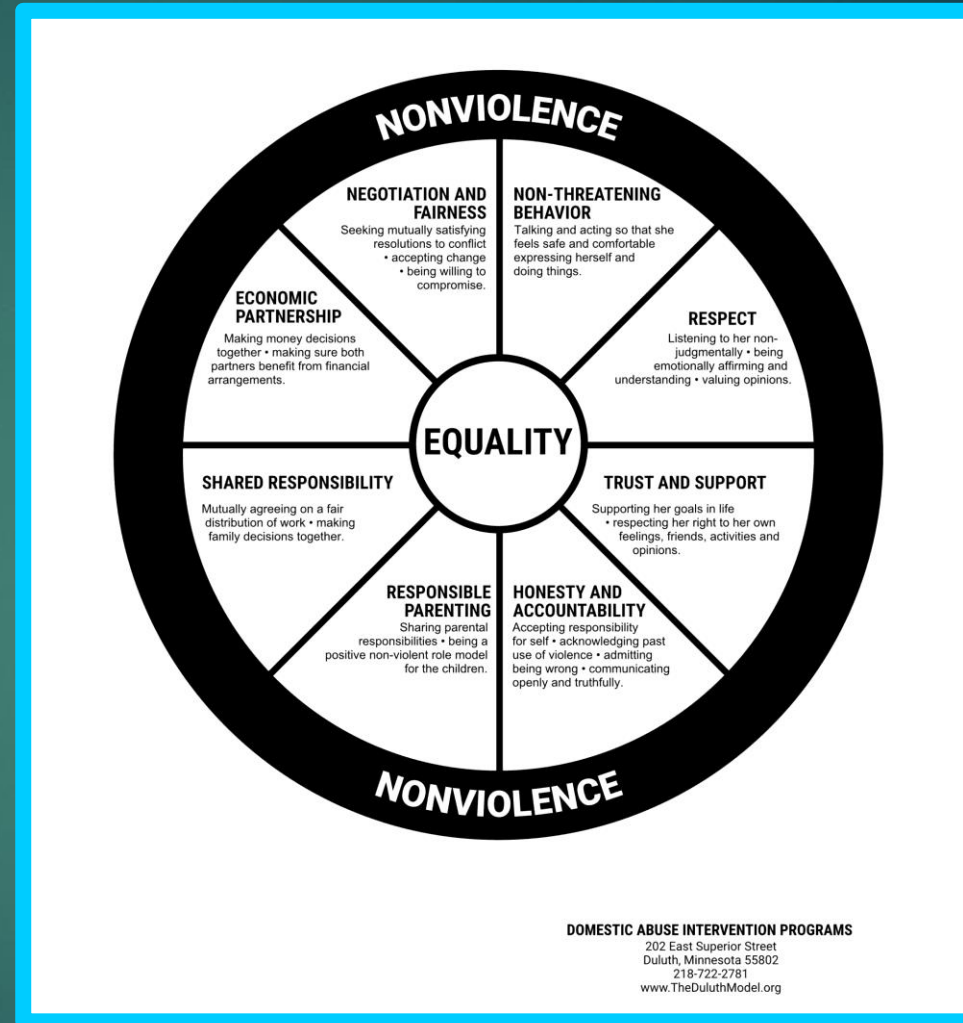 NONVIOLENCE
NEGOTIATION AND
FAIRNESS
Seeking mutually satisfying
resolutions to conflict
• accepting change
• being willing to
compromise.
NON-THREATENING
BEHAVIOR
Talking and acting so that she
feels safe and comfortable
expressing herself and
doing things.
ECONOMIC
PARTNERSHIP
Making money decisions
together • making sure both
partners benefit from financial
arrangements.
RESPECT
Listening to her non-
judgmentally • being
emotionally affirming and
understanding • valuing opinions.
EQUALITY
SHARED RESPONSIBILITY
Mutually agreeing on a fair
distribution of work • making
family decisions together.
TRUST AND SUPPORT
Supporting her goals in life
• respecting her right to her own
feelings, friends, activities and
opinions.
RESPONSIBLE
PARENTING
Sharing parental
responsibilities • being a
positive non-violent role model
for the children.
HONESTY AND
ACCOUNTABILITY
Accepting responsibility
for self • acknowledging past
use of violence • admitting
being wrong • communicating
openly and truthfully.
NONVIOLENCE
DOMESTIC ABUSE INTERVENTION PROGRAMS
202 East Superior Street
Duluth, Minnesota 55802
218-722-2781
www.TheDuluthModel.org